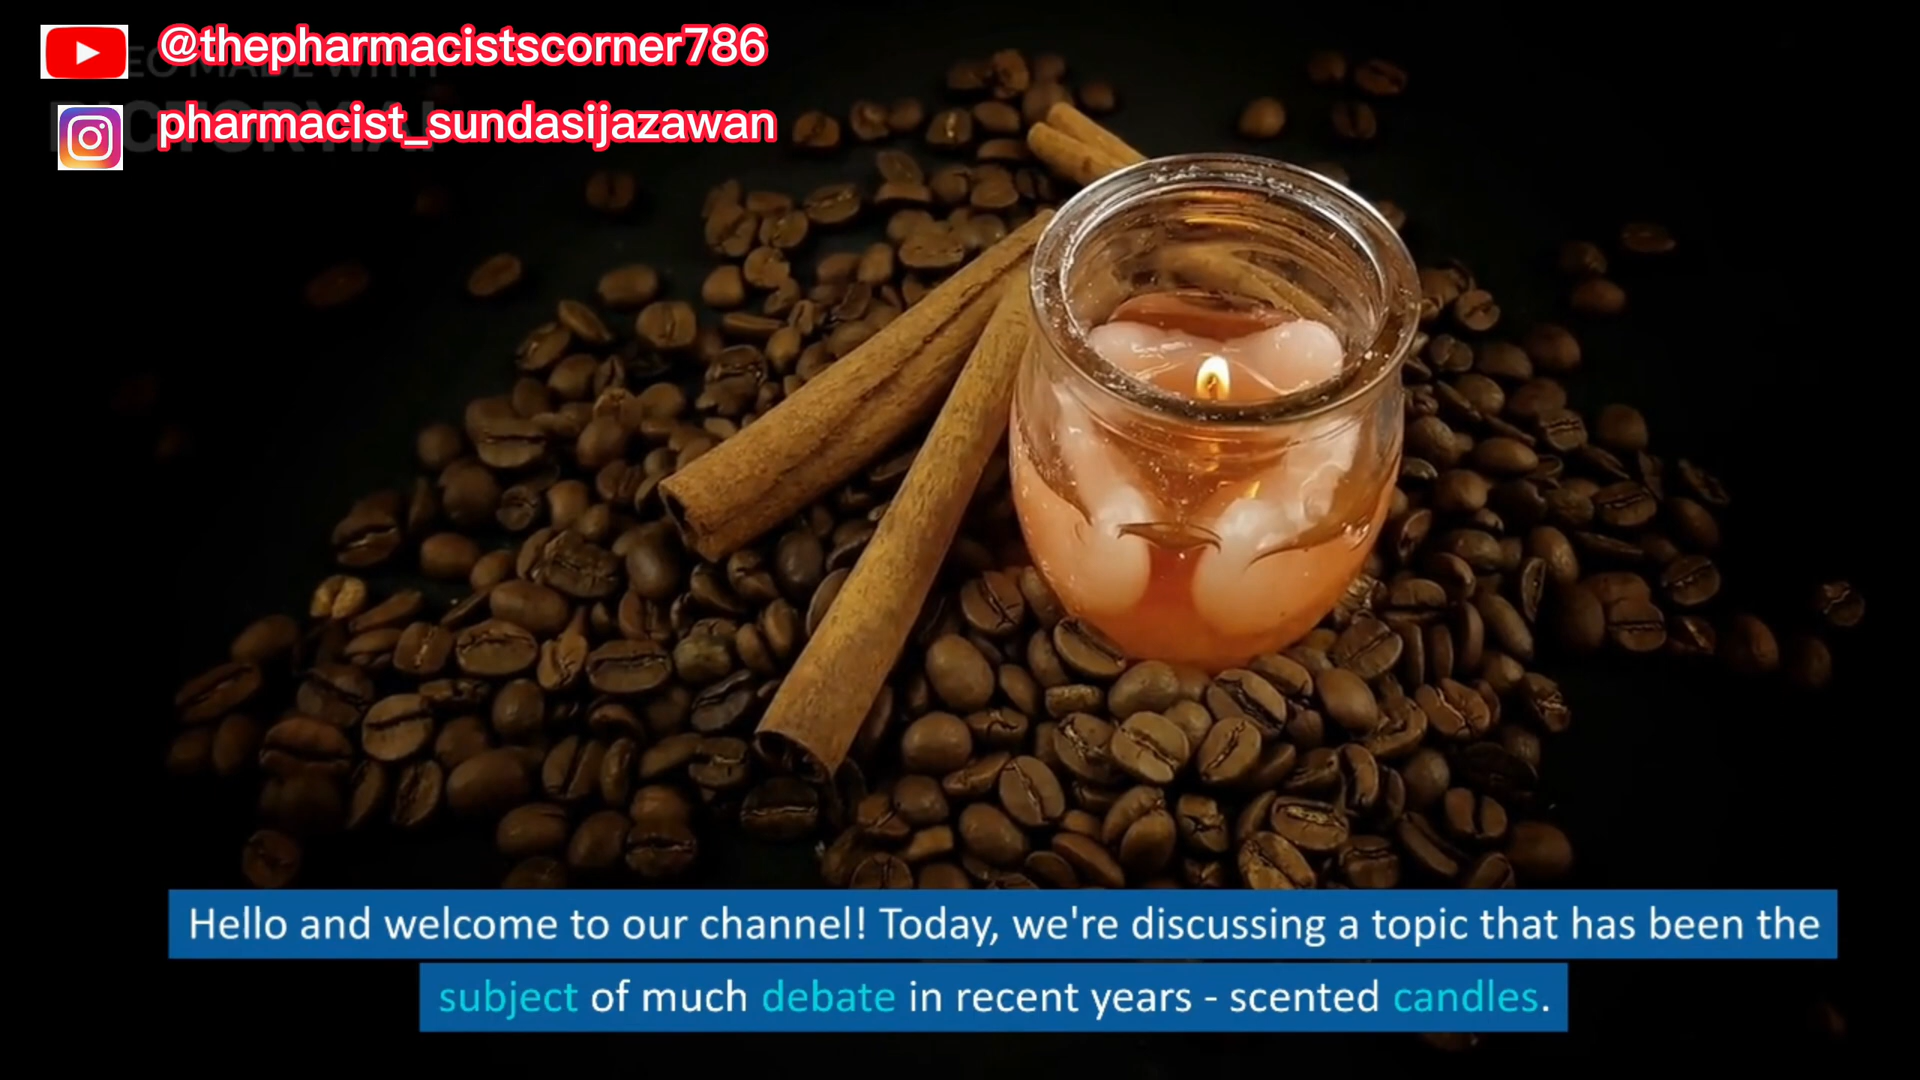 @thepharmacistscorner786
pharmacist_sundasijazawan
Hello and welcome to our channel! Today, we're discussing a topic that has been the
subject of much debate in recent years - scented candles.